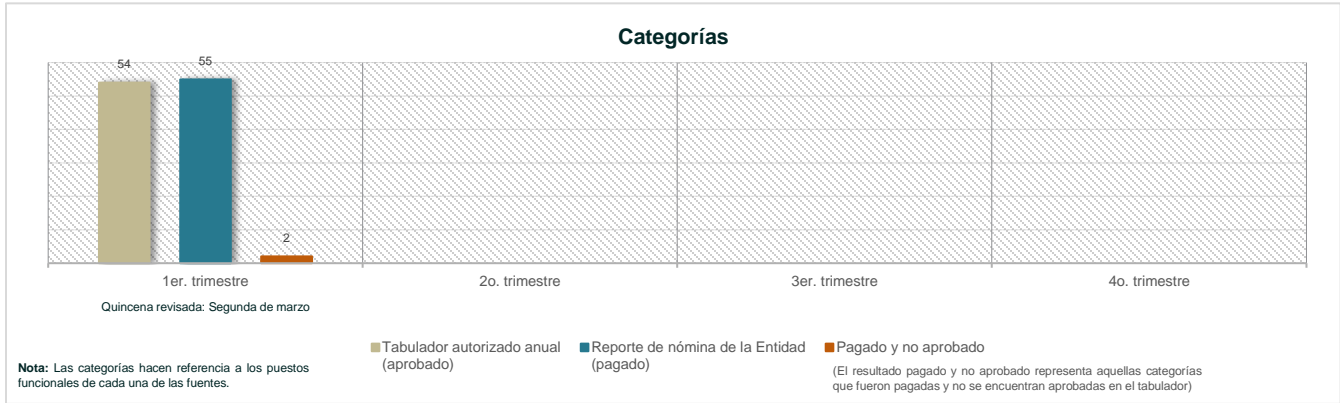 Categorías
54
55
2
1er. trimestre
2o. trimestre
3er. trimestre
4o. trimestre
Quincena revisada: Segunda de marzo
Tabulador autorizado anual
(aprobado)
Reporte de nómina de la Entidad
(pagado)
Pagado y no aprobado
(El resultado pagado y no aprobado representa aquellas categorías
que fueron pagadas y no se encuentran aprobadas en el tabulador)
Nota: Las categorías hacen referencia a los puestos
funcionales de cada una de las fuentes.